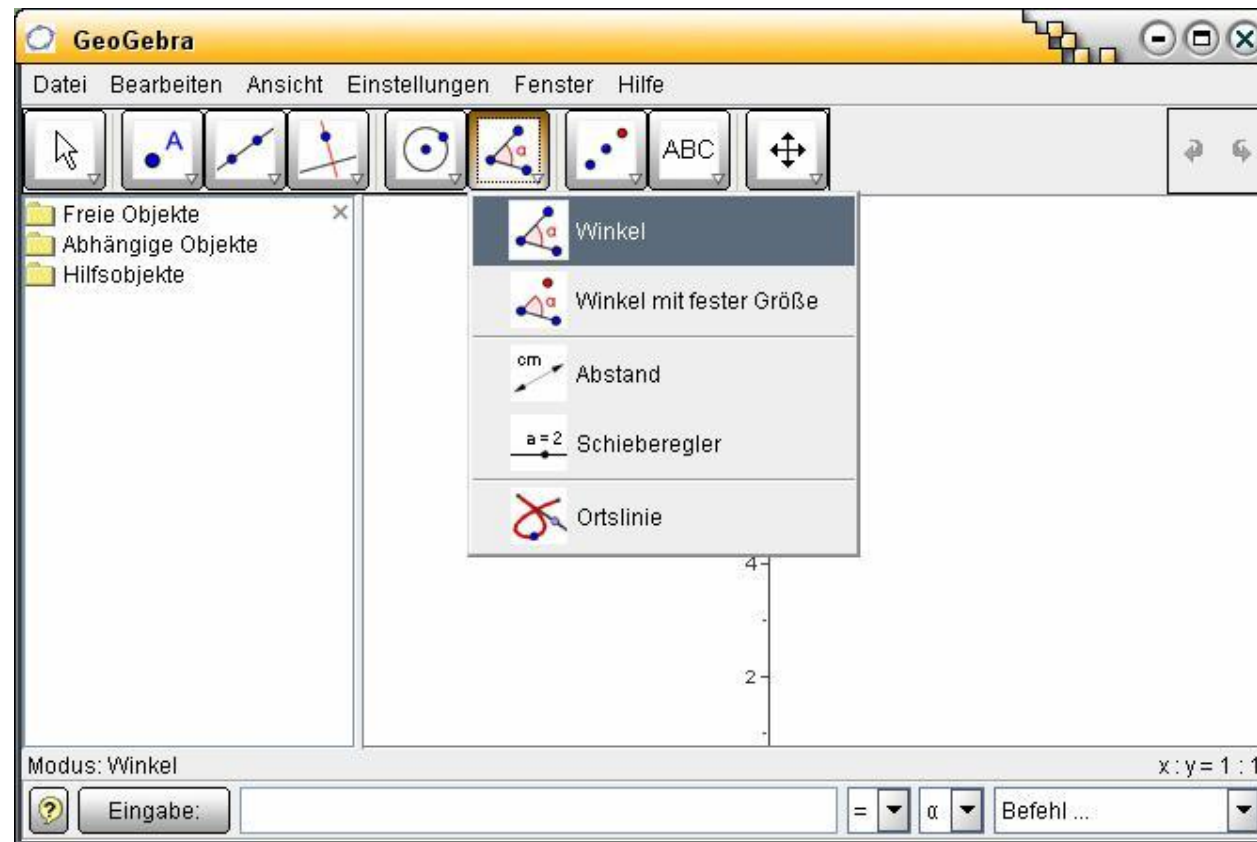 GeoGebra
Datei Bearbeiten Ansicht Einstellungen Fenster Hilfe
A
α
ABC
Freie Objekte
Abhängige Objekte
Hilfsobjekte
α Winkel
α Winkel mit fester Größe
cm Abstand
a = 2 Schieberegler
Ortslinie
4
2
Modus: Winkel x : y = 1 : 1
? Eingabe: = α Befehl ...